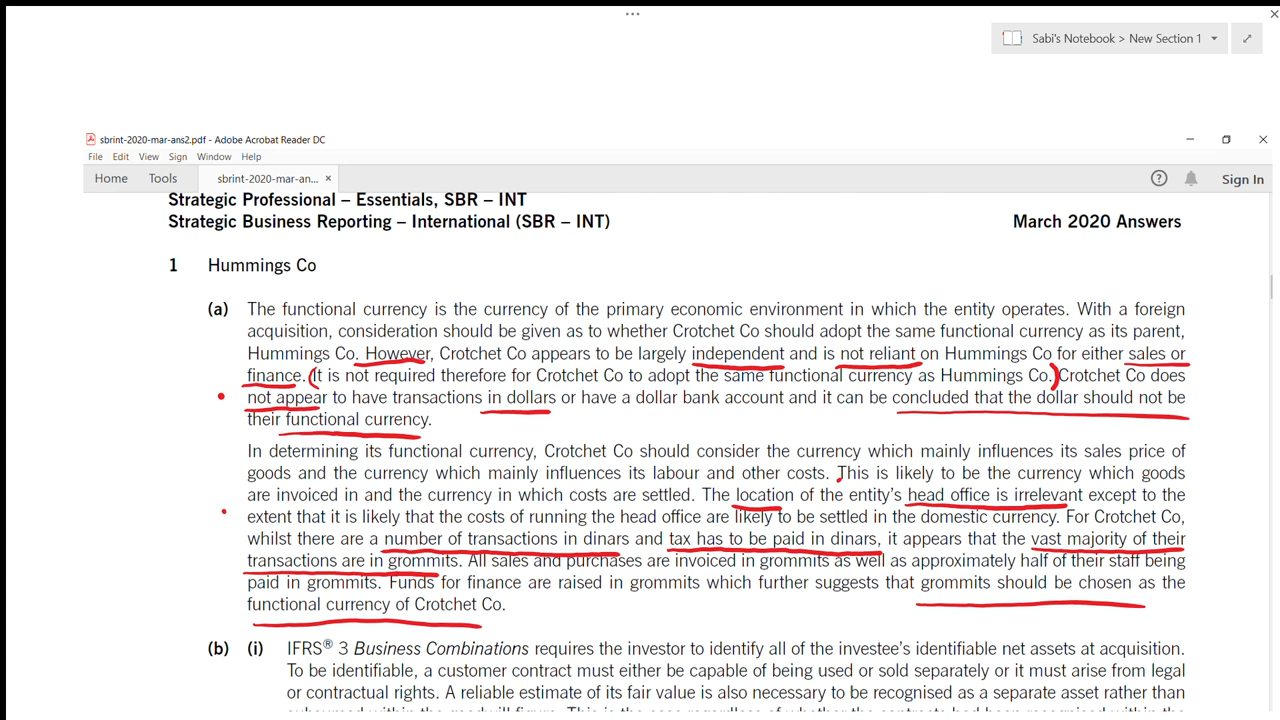 Sabi's Notebook > New Section 1
sbrint-2020-mar-ans2.pdf - Adobe Acrobat Reader DC
File Edit View Sign Window Help
Home Tools sbrint-2020-mar-an... × Sign In
Strategic Professional – Essentials, SBR – INT
Strategic Business Reporting – International (SBR – INT) March 2020 Answers
1 Hummings Co
(a) The functional currency is the currency of the primary economic environment in which the entity operates. With a foreign
acquisition, consideration should be given as to whether Crotchet Co should adopt the same functional currency as its parent,
Hummings Co. However, Crotchet Co appears to be largely independent and is not reliant on Hummings Co for either sales or
finance. It is not required therefore for Crotchet Co to adopt the same functional currency as Hummings Co. Crotchet Co does
not appear to have transactions in dollars or have a dollar bank account and it can be concluded that the dollar should not be
their functional currency.
In determining its functional currency, Crotchet Co should consider the currency which mainly influences its sales price of
goods and the currency which mainly influences its labour and other costs. This is likely to be the currency which goods
are invoiced in and the currency in which costs are settled. The location of the entity's head office is irrelevant except to the
extent that it is likely that the costs of running the head office are likely to be settled in the domestic currency. For Crotchet Co,
whilst there are a number of transactions in dinars and tax has to be paid in dinars, it appears that the vast majority of their
transactions are in grommits. All sales and purchases are invoiced in grommits as well as approximately half of their staff being
paid in grommits. Funds for finance are raised in grommits which further suggests that grommits should be chosen as the
functional currency of Crotchet Co.
(b) (i) IFRS® 3 Business Combinations requires the investor to identify all of the investee's identifiable net assets at acquisition.
To be identifiable, a customer contract must either be capable of being used or sold separately or it must arise from legal
or contractual rights. A reliable estimate of its fair value is also necessary to be recognised as a separate asset rather than